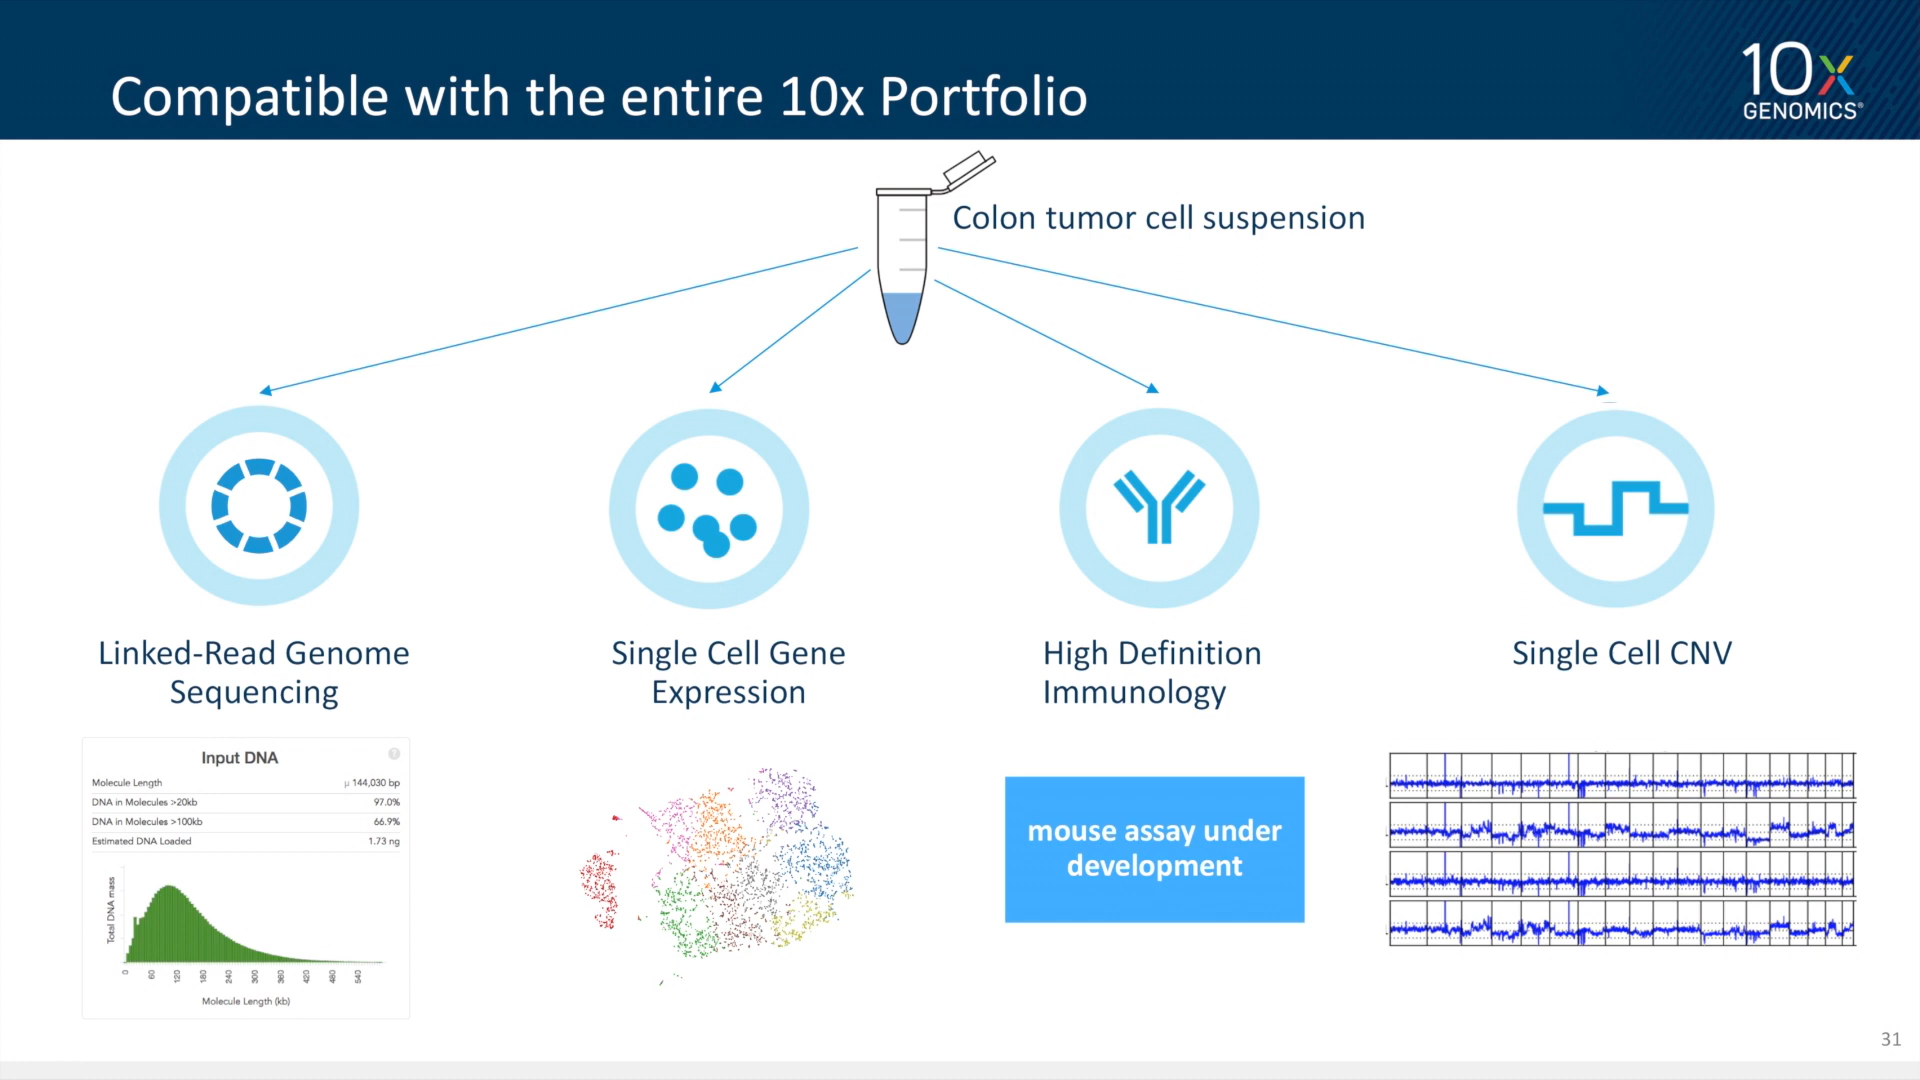 Compatible with the entire 10x Portfolio
10x
GENOMICS®
Colon tumor cell suspension
Linked-Read Genome
Sequencing
Single Cell Gene
Expression
High Definition
Immunology
Single Cell CNV
Input DNA
?
Molecule Length μ 144,030 bp
DNA in Molecules >20kb 97.0%
DNA in Molecules >100kb 66.9%
Estimated DNA Loaded 1.73 ng
Total DNA mass
0 60 120 180 240 300 360 420 480 540
Molecule Length (kb)
mouse assay under
development
31